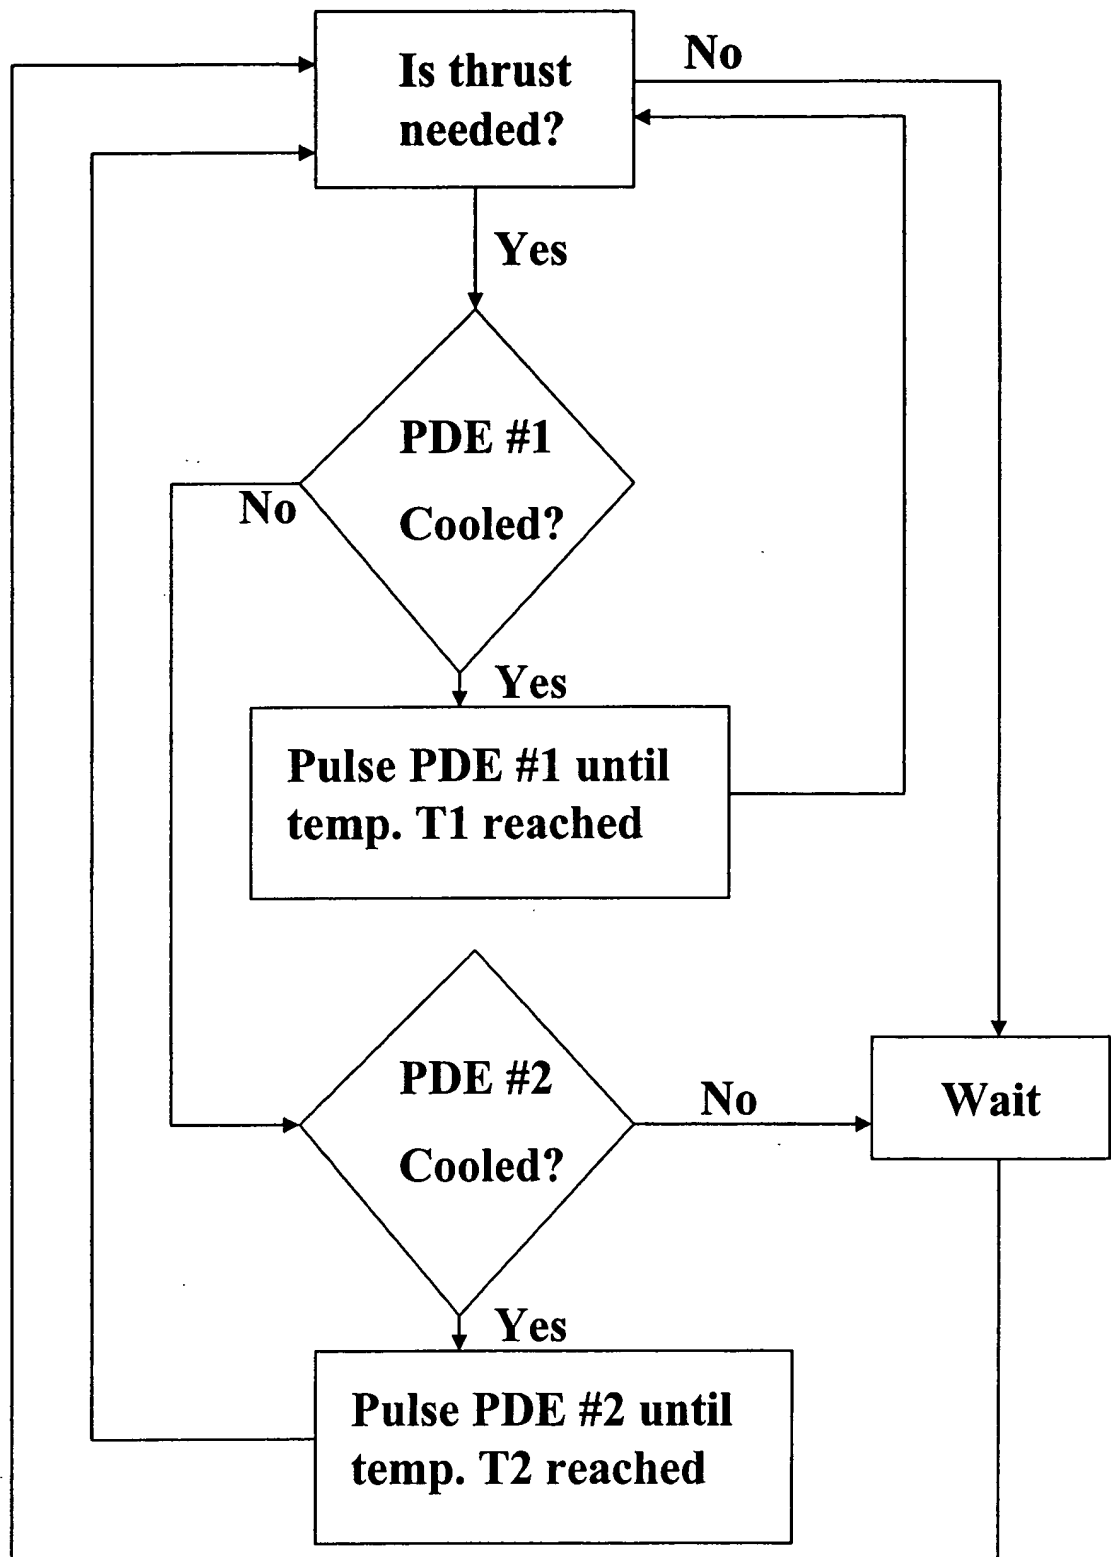 Is thrust
needed?
No
Yes
PDE #1
Cooled?
No
Yes
Pulse PDE #1 until
temp. T1 reached
PDE #2
Cooled?
No
Wait
Yes
Pulse PDE #2 until
temp. T2 reached